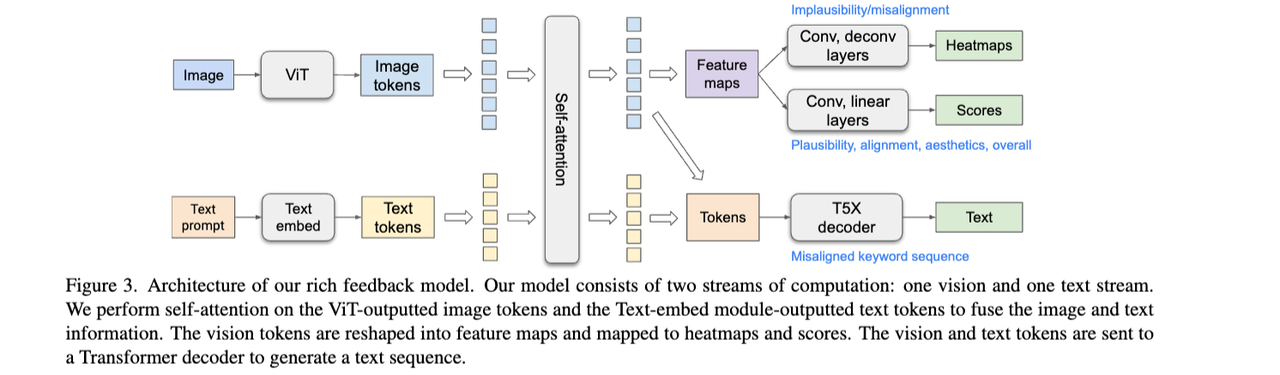 Implausibility/misalignment
Image
ViT
Image
tokens
Self-attention
Feature
maps
Conv, deconv
layers
Heatmaps
Conv, linear
layers
Scores
Plausibility, alignment, aesthetics, overall
Text
prompt
Text
embed
Text
tokens
Tokens
T5X
decoder
Text
Misaligned keyword sequence
Figure 3. Architecture of our rich feedback model. Our model consists of two streams of computation: one vision and one text stream.
We perform self-attention on the ViT-outputted image tokens and the Text-embed module-outputted text tokens to fuse the image and text
information. The vision tokens are reshaped into feature maps and mapped to heatmaps and scores. The vision and text tokens are sent to
a Transformer decoder to generate a text sequence.